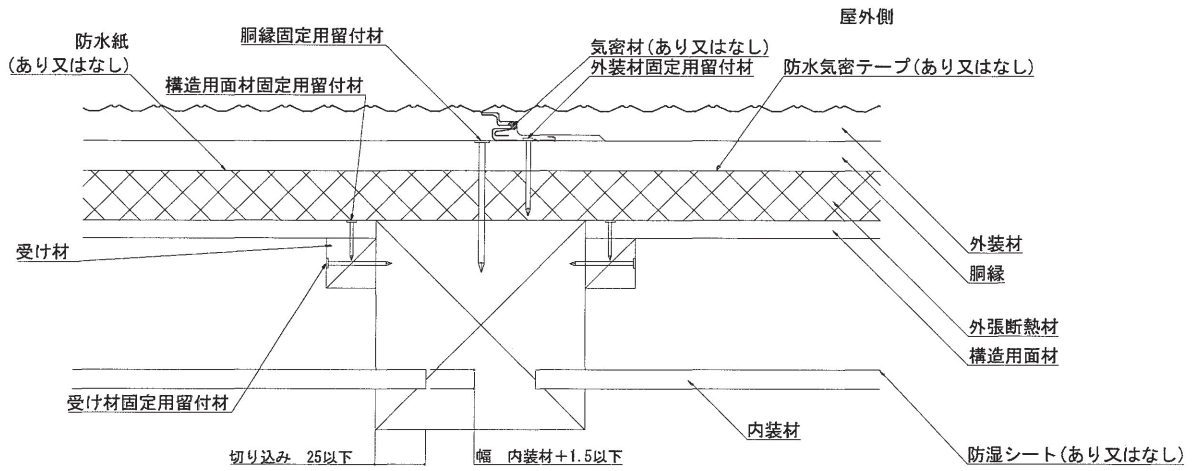 屋外側
防水紙
(あり又はなし)
胴縁固定用留付材
構造用面材固定用留付材
気密材(あり又はなし)
外装材固定用留付材
防水気密テープ(あり又はなし)
受け材
外装材
胴縁
外張断熱材
構造用面材
受け材固定用留付材
内装材
切り込み 25以下
幅 内装材+1.5以下
防湿シート(あり又はなし)